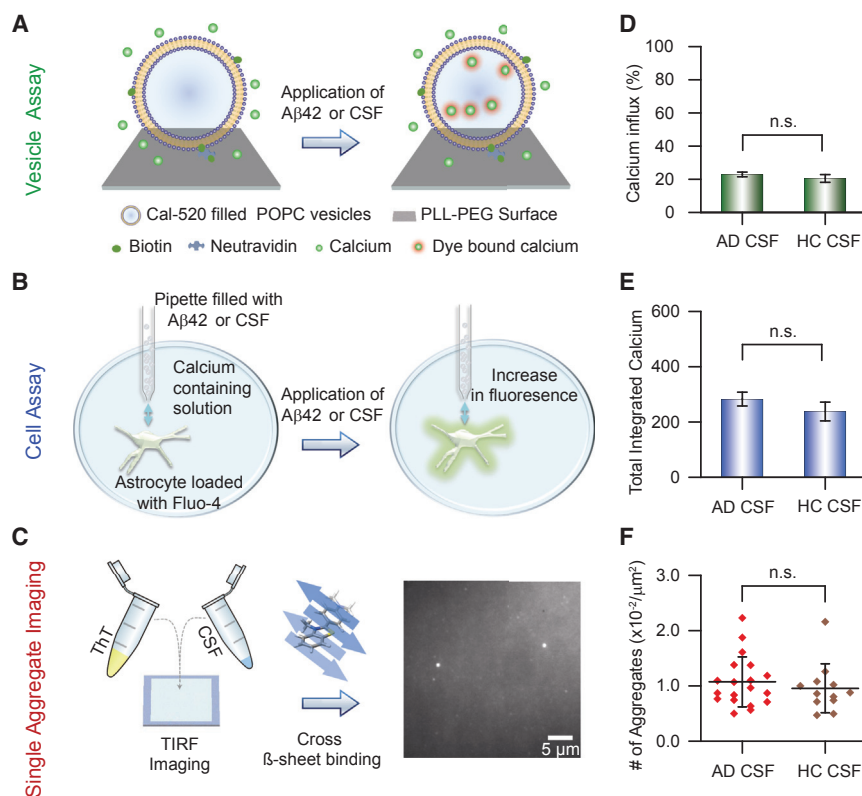 A
Vesicle Assay
Application of
Aβ42 or CSF
Cal-520 filled POPC vesicles
PLL-PEG Surface
Biotin
Neutravidin
Calcium
Dye bound calcium
D
Calcium influx (%)
100
80
60
40
20
0
n.s.
AD CSF
HC CSF
B
Cell Assay
Pipette filled with
Aβ42 or CSF
Calcium
containing
solution
Astrocyte loaded
with Fluo-4
Application of
Aβ42 or CSF
Increase
in fluoresence
E
Total Integrated Calcium
600
400
200
0
n.s.
AD CSF
HC CSF
C
Single Aggregate Imaging
ThT
CSF
TIRF
Imaging
Cross
ß-sheet binding
5 µm
F
# of Aggregates (x10⁻²/µm²)
3.0
2.0
1.0
0.0
n.s.
AD CSF
HC CSF